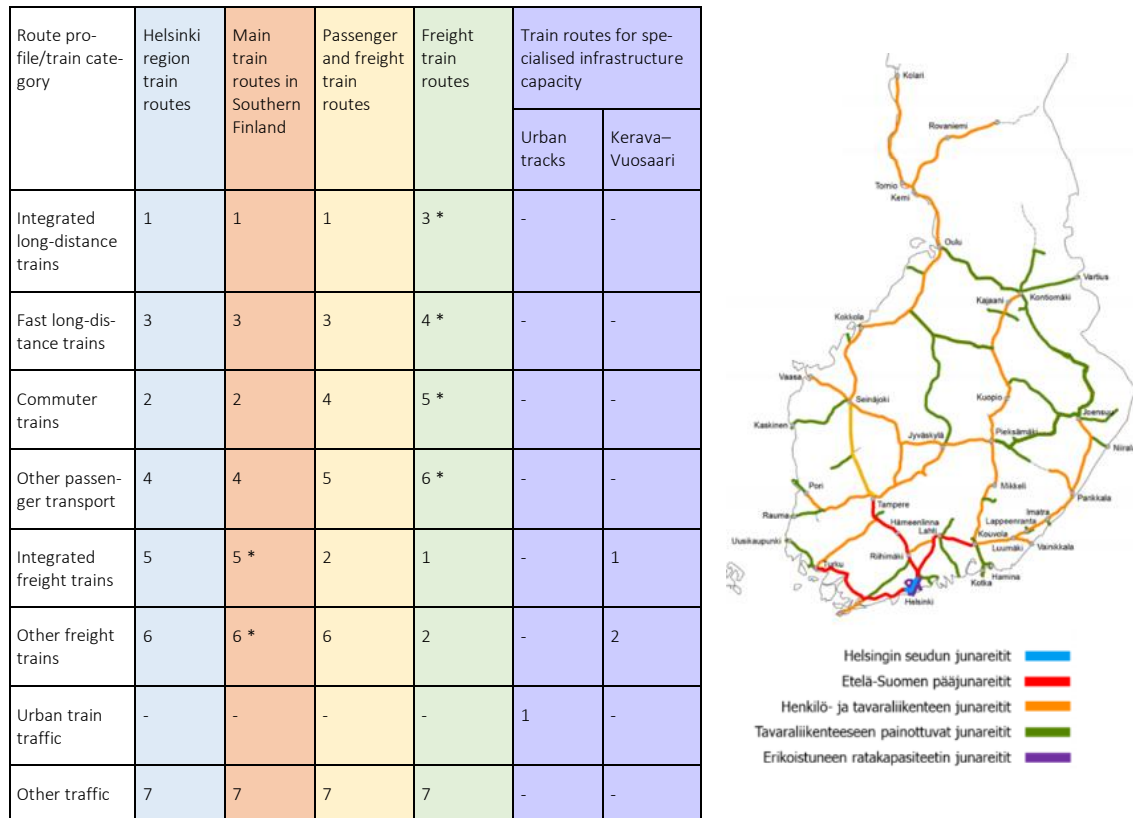 Route pro-
file/train cate-
gory
Helsinki
region
train
routes
Main
train
routes in
Southern
Finland
Passenger
and freight
train
routes
Freight
train
routes
Train routes for spe-
cialised infrastructure
capacity
Urban
tracks
Kerava–
Vuosaari
Integrated
long-distance
trains
1
1
1
3 *
-
-
Fast long-dis-
tance trains
3
3
3
4 *
-
-
Commuter
trains
2
2
4
5 *
-
-
Other passen-
ger transport
4
4
5
6 *
-
-
Integrated
freight trains
5
5 *
2
1
-
1
Other freight
trains
6
6 *
6
2
-
2
Urban train
traffic
-
-
-
-
1
-
Other traffic
7
7
7
7
-
-
Kolari
Rovaniemi
Tornio
Kemi
Oulu
Vartius
Kajaani
Kontiomäki
Kokkola
Vaasa
Seinäjoki
Kuopio
Joensuu
Kaskinen
Jyväskylä
Pieksämäki
Niirala
Pori
Mikkeli
Parikkala
Rauma
Tampere
Imatra
Hämeenlinna
Lahti
Lappeenranta
Uusikaupunki
Kouvola
Riihimäki
Luumäki
Vainikkala
Turku
Hamina
Kotka
Helsinki
Helsingin seudun junareitit
Etelä-Suomen pääjunareitit
Henkilö- ja tavaraliikenteen junareitit
Tavaraliikenteeseen painottuvat junareitit
Erikoistuneen ratakapasiteetin junareitit